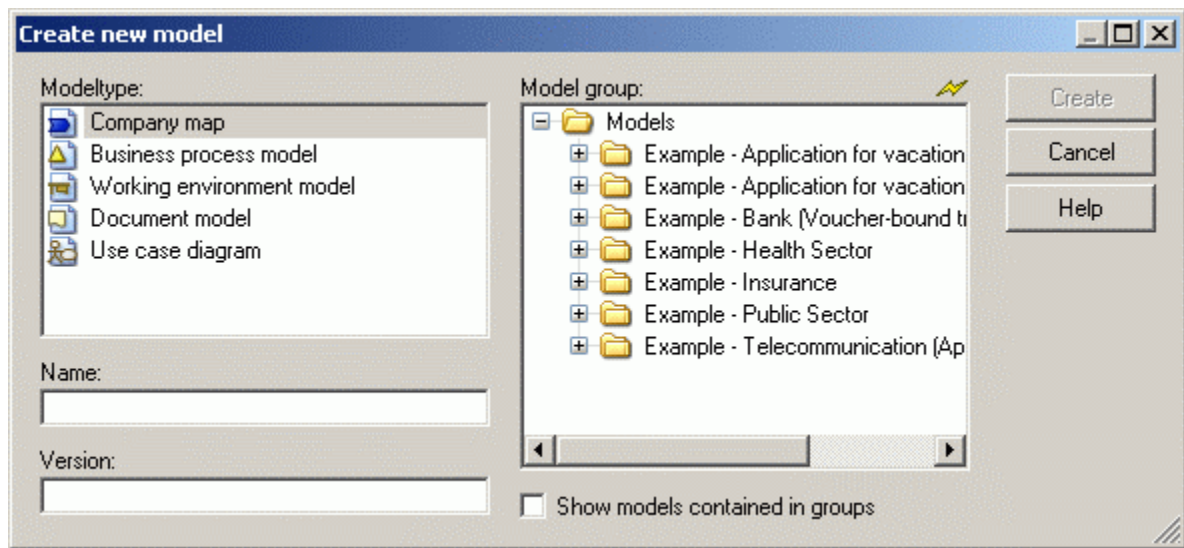 Create new model
Modeltype:
Company map
Business process model
Working environment model
Document model
Use case diagram
Name:
Version:
Model group:
Models
Example - Application for vacation
Example - Application for vacation
Example - Bank (Voucher-bound
Example - Health Sector
Example - Insurance
Example - Public Sector
Example - Telecommunication (Ap
Show models contained in groups
Create
Cancel
Help